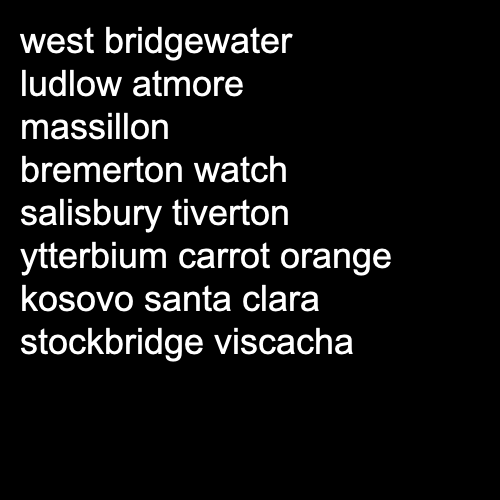 west bridgewater
ludlow atmore
massillon
bremerton watch
salisbury tiverton
ytterbium carrot orange
kosovo santa clara
stockbridge viscacha